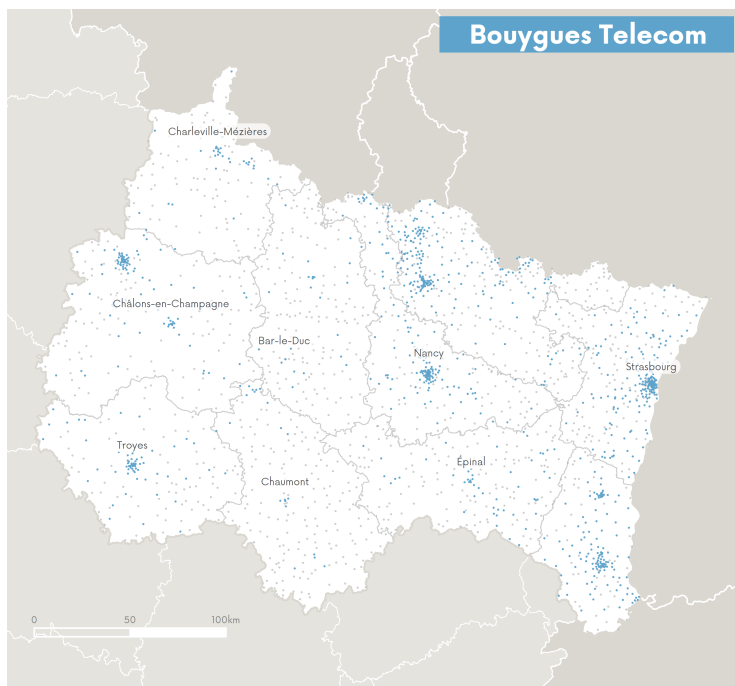 Bouygues Telecom
Charleville-Mézières
Châlons-en-Champagne
Bar-le-Duc
Nancy
Strasbourg
Troyes
Épinal
Chaumont
0 50 100km